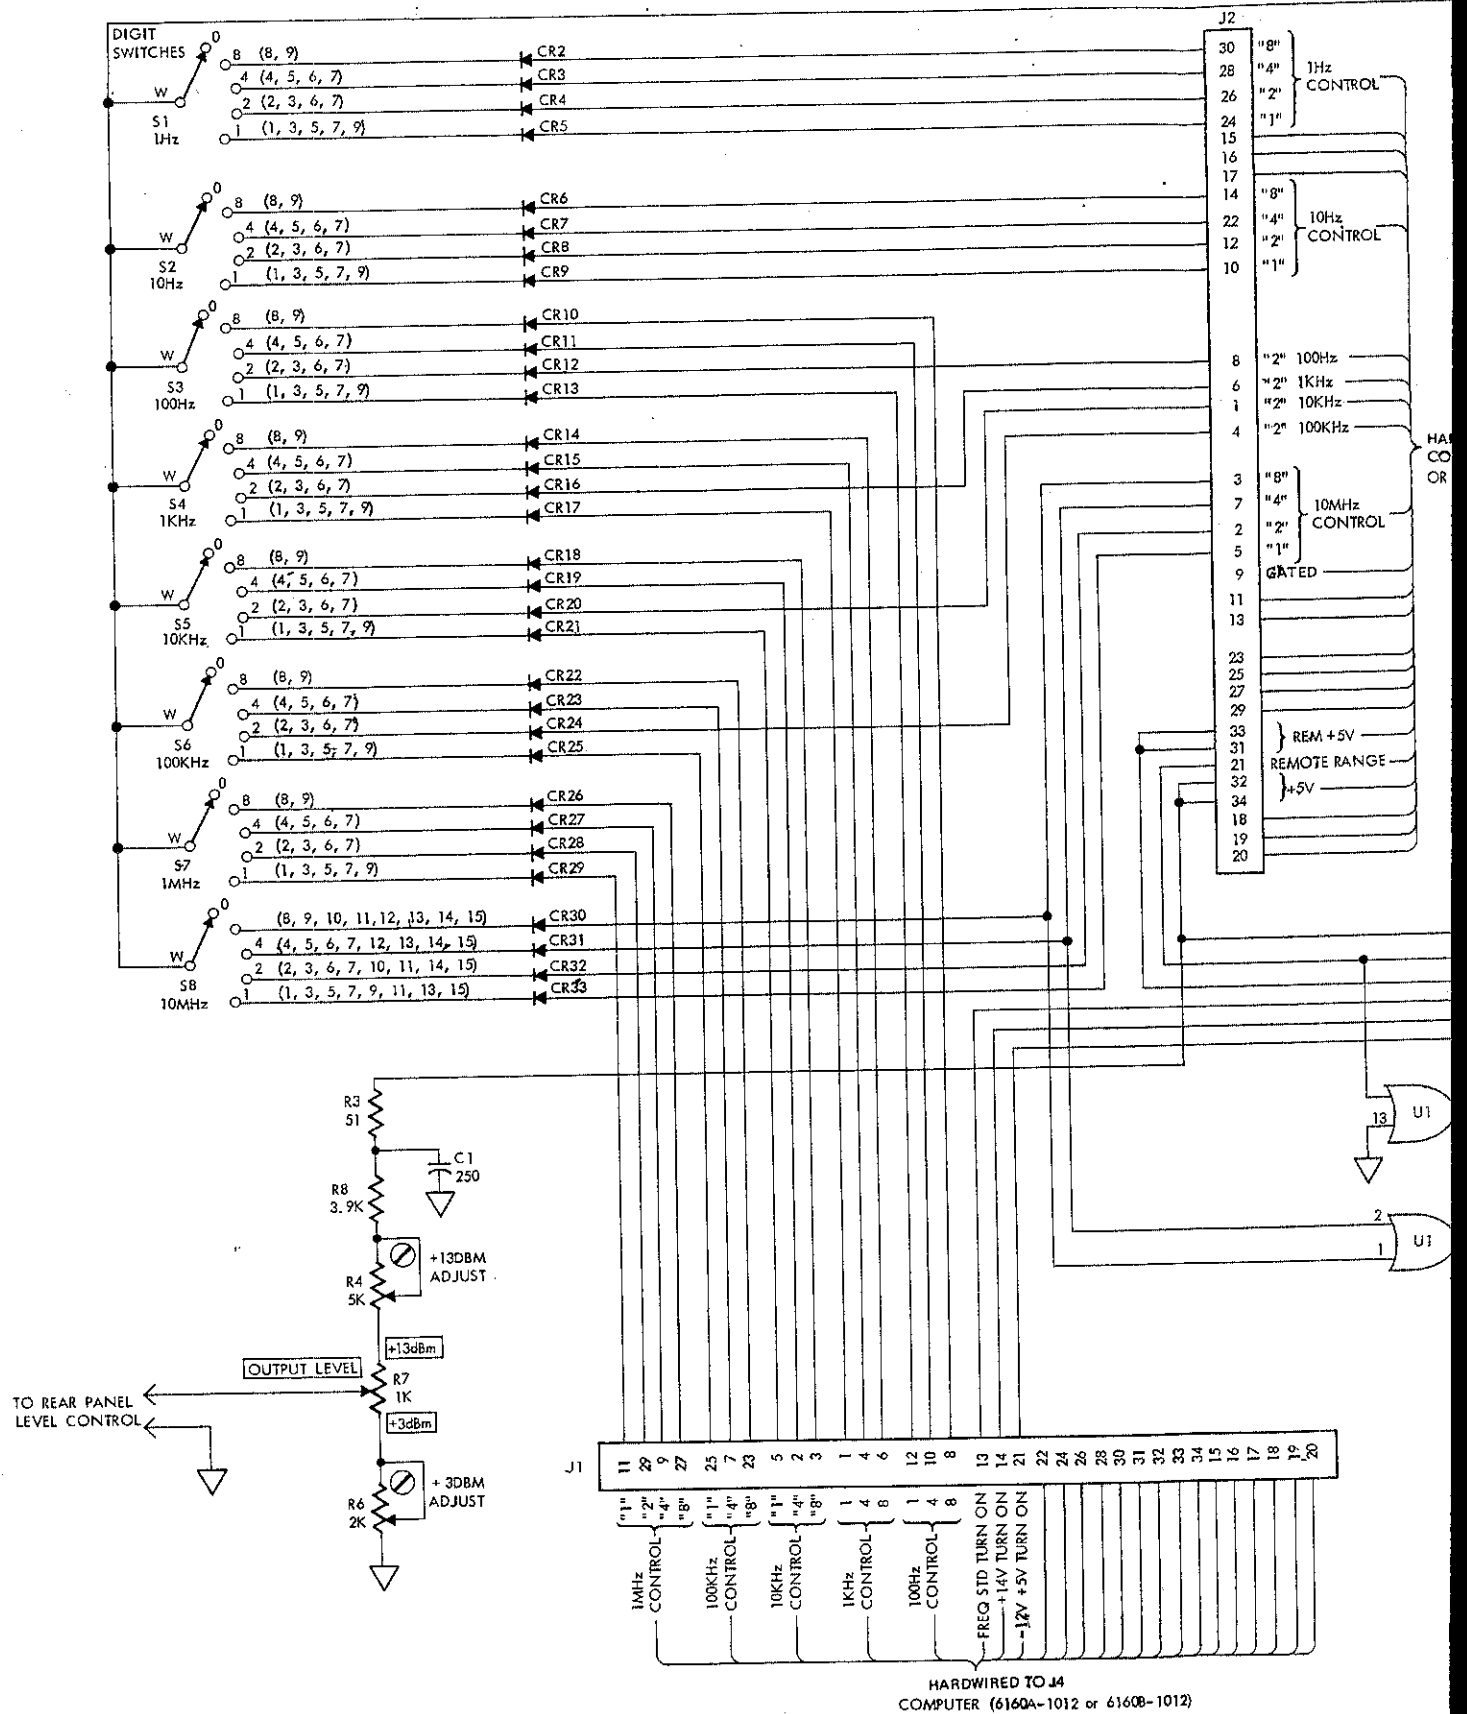 DIGIT
SWITCHES
0
8 (8, 9) CR2
4 (4, 5, 6, 7) CR3
W
2 (2, 3, 6, 7) CR4
S1
1Hz
1 (1, 3, 5, 7, 9) CR5
0
8 (8, 9) CR6
4 (4, 5, 6, 7) CR7
W
2 (2, 3, 6, 7) CR8
S2
10Hz
1 (1, 3, 5, 7, 9) CR9
0
8 (8, 9) CR10
4 (4, 5, 6, 7) CR11
W
2 (2, 3, 6, 7) CR12
S3
100Hz
1 (1, 3, 5, 7, 9) CR13
0
8 (8, 9) CR14
4 (4, 5, 6, 7) CR15
W
2 (2, 3, 6, 7) CR16
S4
1KHz
1 (1, 3, 5, 7, 9) CR17
0
8 (8, 9) CR18
4 (4, 5, 6, 7) CR19
W
2 (2, 3, 6, 7) CR20
S5
10KHz
1 (1, 3, 5, 7, 9) CR21
0
8 (8, 9) CR22
4 (4, 5, 6, 7) CR23
W
2 (2, 3, 6, 7) CR24
S6
100KHz
1 (1, 3, 5, 7, 9) CR25
0
8 (8, 9) CR26
4 (4, 5, 6, 7) CR27
W
2 (2, 3, 6, 7) CR28
S7
1MHz
1 (1, 3, 5, 7, 9) CR29
0
(8, 9, 10, 11, 12, 13, 14, 15) CR30
4 (4, 5, 6, 7, 12, 13, 14, 15) CR31
W
2 (2, 3, 6, 7, 10, 11, 14, 15) CR32
S8
10MHz
1 (1, 3, 5, 7, 9, 11, 13, 15) CR33
J2
30 "8"
28 "4"
26 "2"
24 "1"
1Hz
CONTROL
15
16
17
14 "8"
22 "4"
12 "2"
10 "1"
10Hz
CONTROL
8 "2" 100Hz
6 "2" 1KHz
1 "2" 10KHz
4 "2" 100KHz
3 "8"
7 "4"
2 "2"
5 "1"
10MHz
CONTROL
9 GATED
11
13
23
25
27
29
33
31
REM +5V
21 REMOTE RANGE
32
34
+5V
18
19
20
OR
R3
51
C1
250
R8
3.9K
+13DBM
ADJUST
R4
5K
+13dBm
OUTPUT LEVEL
R7
1K
+3dBm
TO REAR PANEL
LEVEL CONTROL
+3DBM
ADJUST
R6
2K
13
U1
2
1
U1
J1
11 29 9 27 25 7 23 5 2 3 1 4 6 12 10 8 13 14 21 22 24 26 28 30 31 32 33 34 15 16 17 18 19 20
"1" "2" "4" "8" "1" "4" "8" "1" "4" "8" 1 4 8 1 4 8
1MHz
CONTROL
100KHz
CONTROL
10KHz
CONTROL
1KHz
CONTROL
100Hz
CONTROL
FREQ STD TURN ON
+14V TURN ON
-12V +5V TURN ON
HARDWIRED TO J4
COMPUTER (6160A-1012 or 6160B-1012)